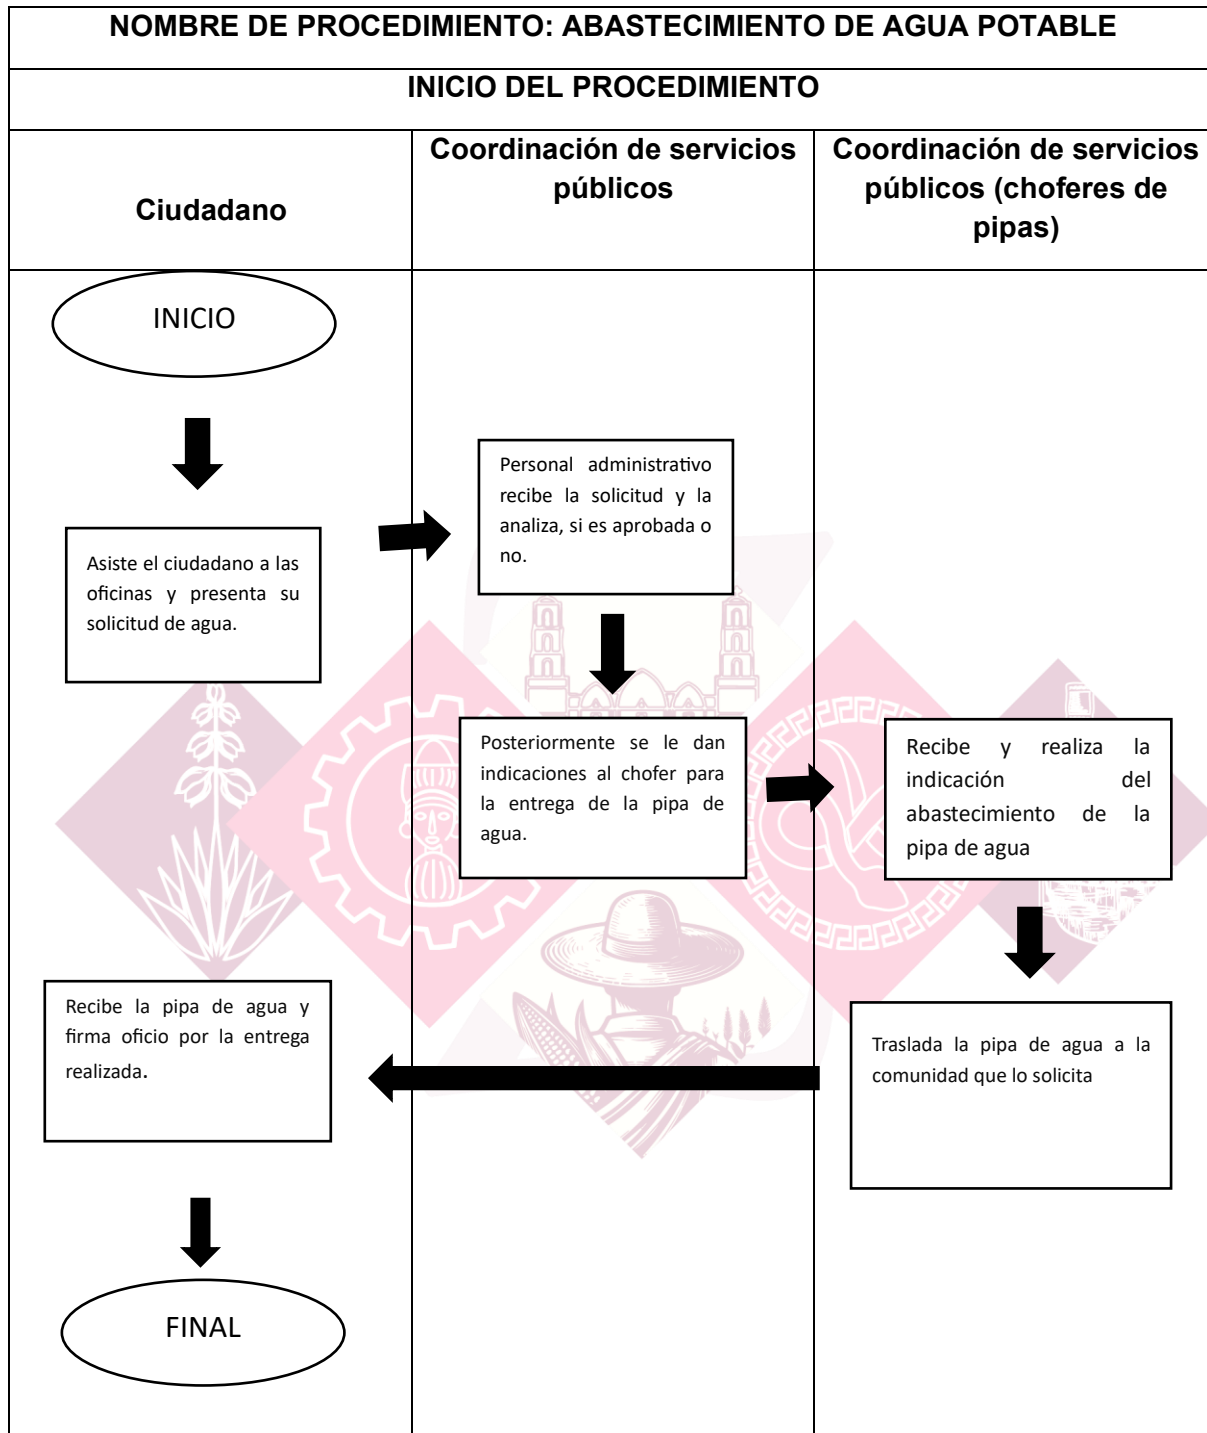 NOMBRE DE PROCEDIMIENTO: ABASTECIMIENTO DE AGUA POTABLE
INICIO DEL PROCEDIMIENTO
Ciudadano
Coordinación de servicios
públicos
Coordinación de servicios
públicos (choferes de
pipas)
INICIO
Asiste el ciudadano a las
oficinas y presenta su
solicitud de agua.
Personal administrativo
recibe la solicitud y la
analiza, si es aprobada o
no.
Posteriormente se le dan
indicaciones al chofer para
la entrega de la pipa de
agua.
Recibe y realiza la
indicación del
abastecimiento de la
pipa de agua
Traslada la pipa de agua a la
comunidad que lo solicita
Recibe la pipa de agua y
firma oficio por la entrega
realizada.
FINAL